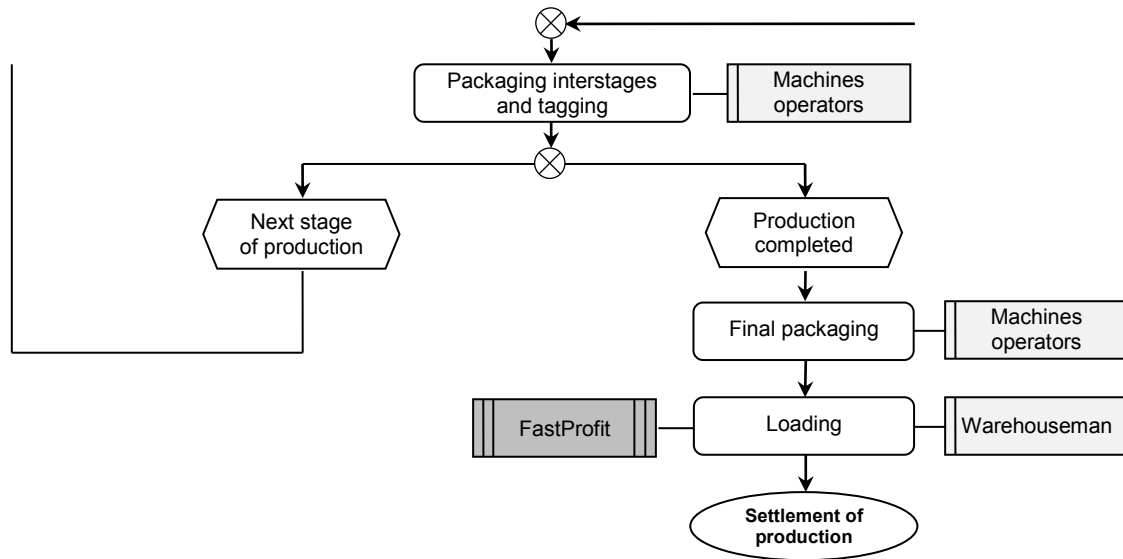 Packaging interstages
and tagging
Machines
operators
Next stage
of production
Production
completed
Final packaging
Machines
operators
FastProfit
Loading
Warehouseman
Settlement of
production